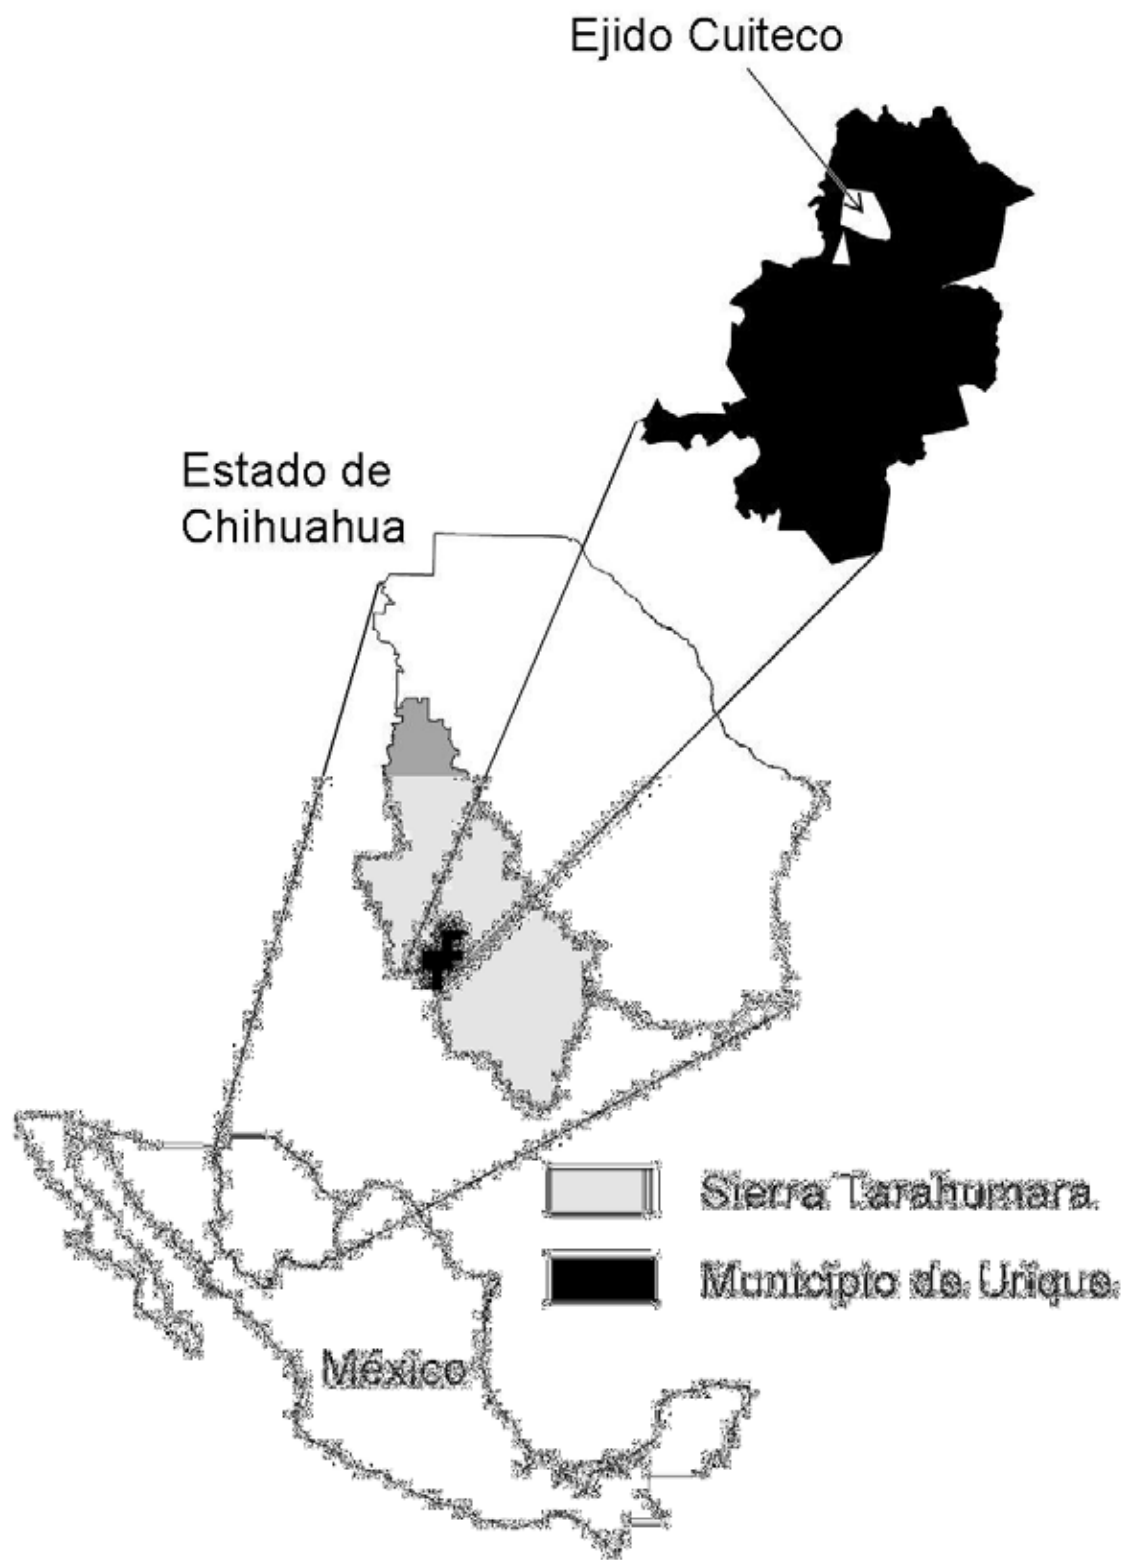 Ejido Cuiteco
Estado de
Chihuahua
Sierra Tarahumara
Municipio de Urique
México